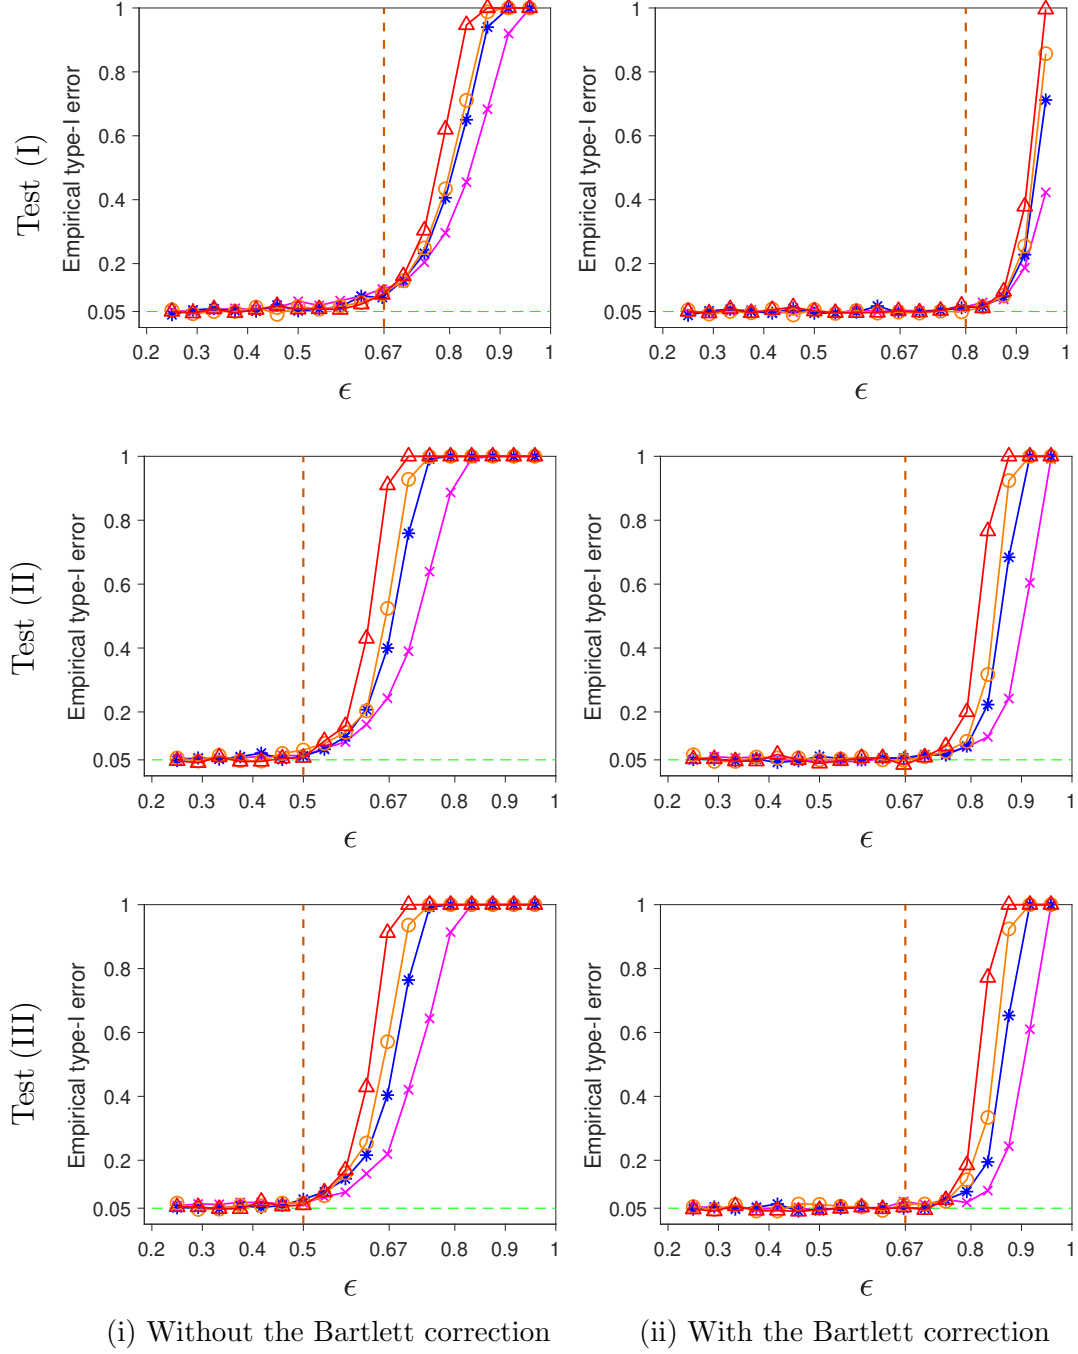 Test (I)
Empirical type-I error
1
0.8
0.6
0.4
0.2
0.05
0.2 0.3 0.5 0.67 0.8 0.9 1
ϵ
Empirical type-I error
1
0.8
0.6
0.4
0.2
0.05
0.2 0.3 0.5 0.67 0.8 0.9 1
ϵ
Test (II)
Empirical type-I error
1
0.8
0.6
0.4
0.2
0.05
0.2 0.3 0.4 0.5 0.67 0.8 0.9 1
ϵ
Empirical type-I error
1
0.8
0.6
0.4
0.2
0.05
0.2 0.3 0.4 0.5 0.67 0.8 0.9 1
ϵ
Test (III)
Empirical type-I error
1
0.8
0.6
0.4
0.2
0.05
0.2 0.3 0.4 0.5 0.67 0.8 0.9 1
ϵ
Empirical type-I error
1
0.8
0.6
0.4
0.2
0.05
0.2 0.3 0.4 0.5 0.67 0.8 0.9 1
ϵ
(i) Without the Bartlett correction
(ii) With the Bartlett correction